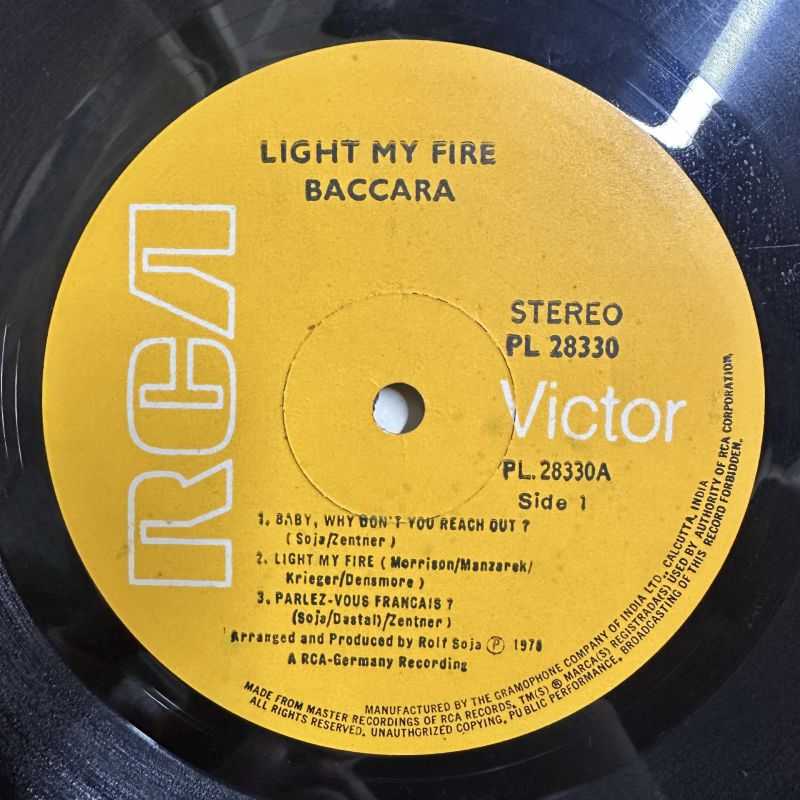 LIGHT MY FIRE
BACCARA
RCA
STEREO
PL 28330
Victor
PL. 28330A
Side 1
1. BABY, WHY DON'T YOU REACH OUT ?
( Soja/Zentner )
2. LIGHT MY FIRE ( Morrison/Manzarek/
Krieger/Densmore )
3. PARLEZ-VOUS FRANCAIS ?
(Soja/Dastal)/Zentner )
Arranged and Produced by Rolf Soja Ⓟ 1978
A RCA-Germany Recording
MANUFACTURED BY THE GRAMOPHONE COMPANY OF INDIA LTD., CALCUTTA, INDIA
MADE FROM MASTER RECORDINGS OF RCA RECORDS. TM(S) ® MARCA(S) REGISTRADA(S) USED BY AUTHORITY OF RCA CORPORATION.
ALL RIGHTS RESERVED. UNAUTHORIZED COPYING, PUBLIC PERFORMANCE, BROADCASTING OF THIS RECORD FORBIDDEN.